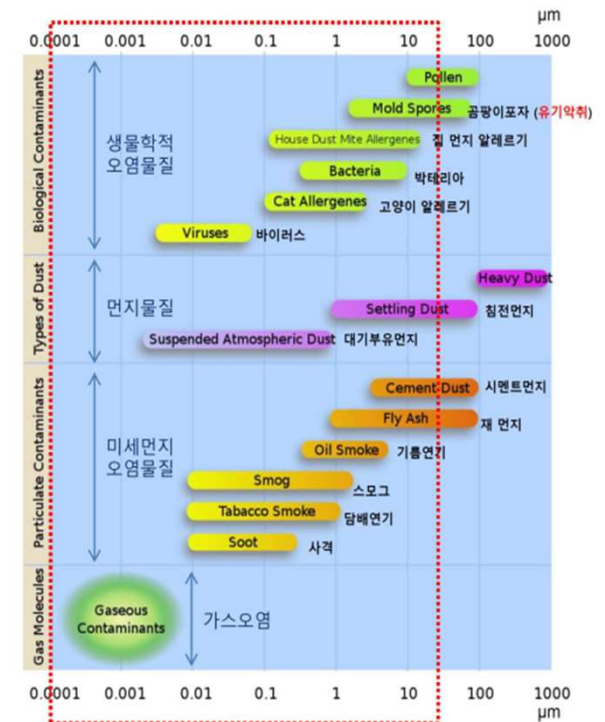 µm
0.0001 0.001 0.01 0.1 1 10 100 1000
Biological Contaminants
생물학적
오염물질
Pollen
Mold Spores 곰팡이포자 (유기악취)
House Dust Mite Allergenes 집 먼지 알레르기
Bacteria 박테리아
Cat Allergenes 고양이 알레르기
Viruses 바이러스
Types of Dust
먼지물질
Heavy Dust
Settling Dust 침전먼지
Suspended Atmospheric Dust 대기부유먼지
Particulate Contaminants
미세먼지
오염물질
Cement Dust 시멘트먼지
Fly Ash 재 먼지
Oil Smoke 기름연기
Smog 스모그
Tabacco Smoke 담배연기
Soot 사격
Gas Molecules
Gaseous
Contaminants
가스오염
0.0001 0.001 0.01 0.1 1 10 100 1000
µm